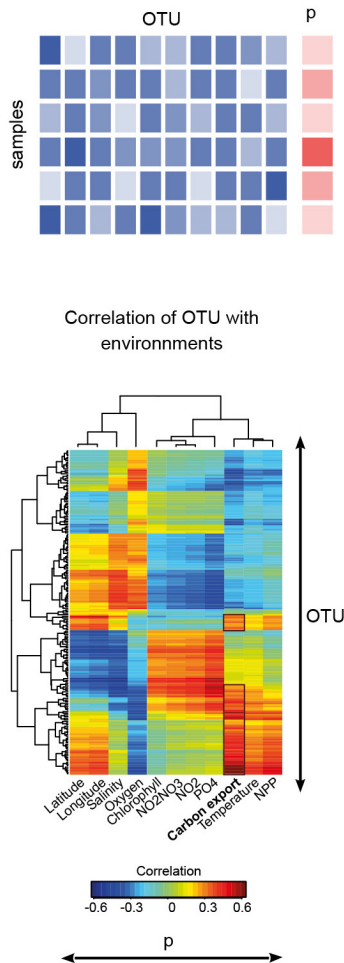 OTU p
samples
Correlation of OTU with
environnments
OTU
Latitude
Longitude
Salinity
Oxygen
Chlorophyll
NO2NO3
NO2
PO4
Carbon export
Temperature
NPP
Correlation
-0.6 -0.3 0 0.3 0.6
p